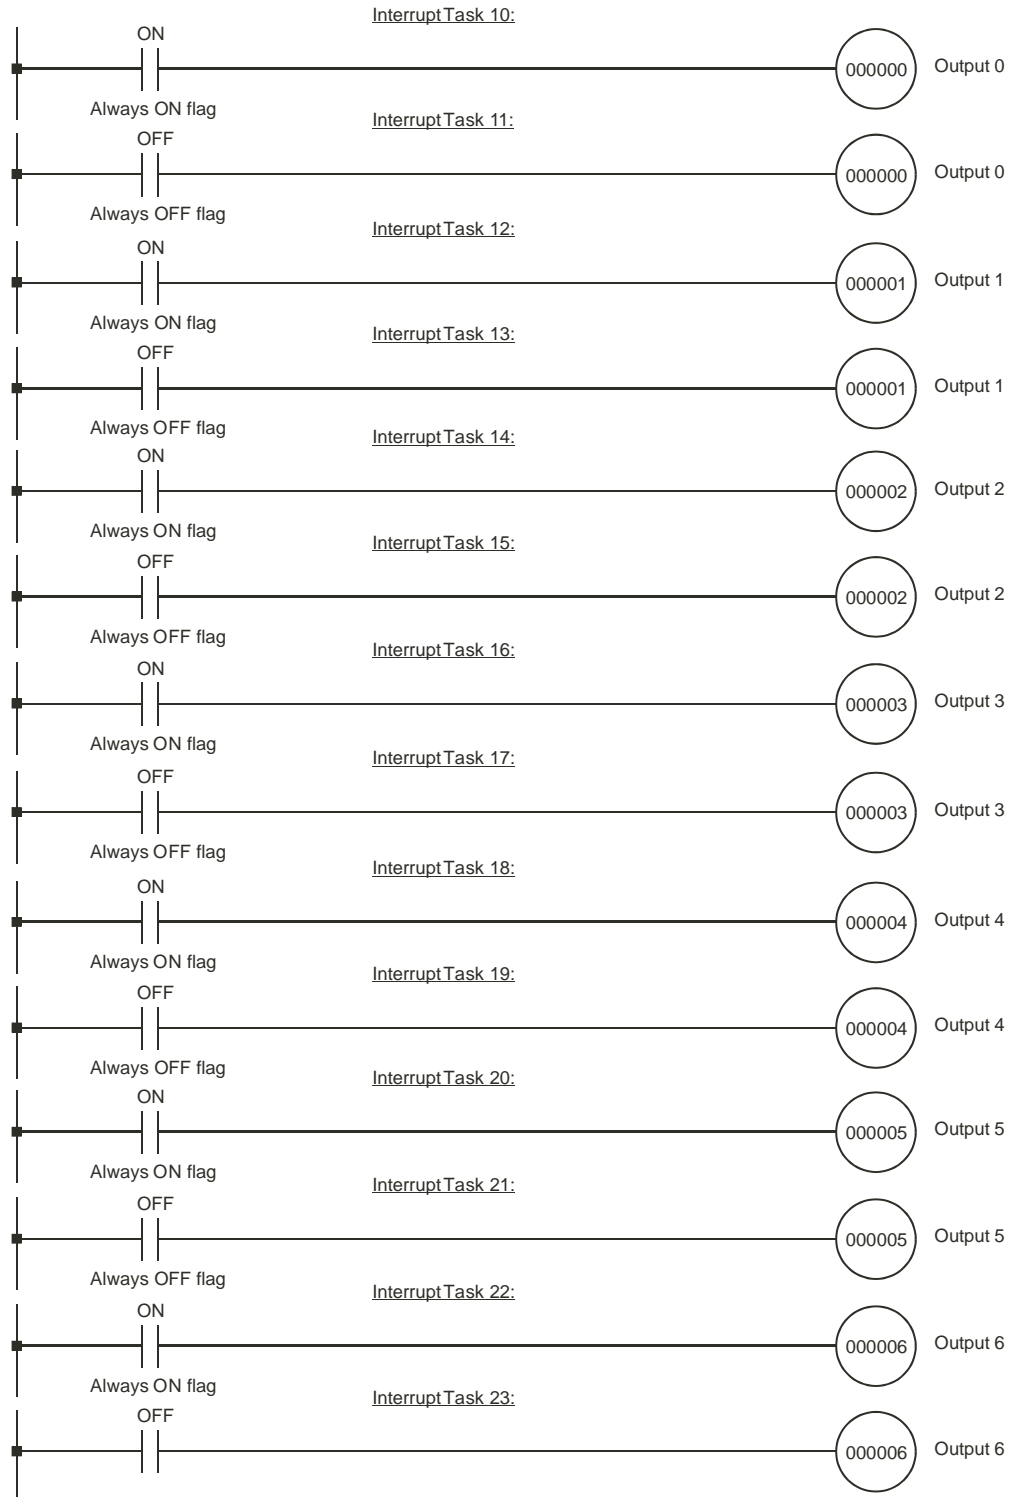 Interrupt Task 10:
ON
000000 Output 0
Always ON flag
Interrupt Task 11:
OFF
000000 Output 0
Always OFF flag
Interrupt Task 12:
ON
000001 Output 1
Always ON flag
Interrupt Task 13:
OFF
000001 Output 1
Always OFF flag
Interrupt Task 14:
ON
000002 Output 2
Always ON flag
Interrupt Task 15:
OFF
000002 Output 2
Always OFF flag
Interrupt Task 16:
ON
000003 Output 3
Always ON flag
Interrupt Task 17:
OFF
000003 Output 3
Always OFF flag
Interrupt Task 18:
ON
000004 Output 4
Always ON flag
Interrupt Task 19:
OFF
000004 Output 4
Always OFF flag
Interrupt Task 20:
ON
000005 Output 5
Always ON flag
Interrupt Task 21:
OFF
000005 Output 5
Always OFF flag
Interrupt Task 22:
ON
000006 Output 6
Always ON flag
Interrupt Task 23:
OFF
000006 Output 6